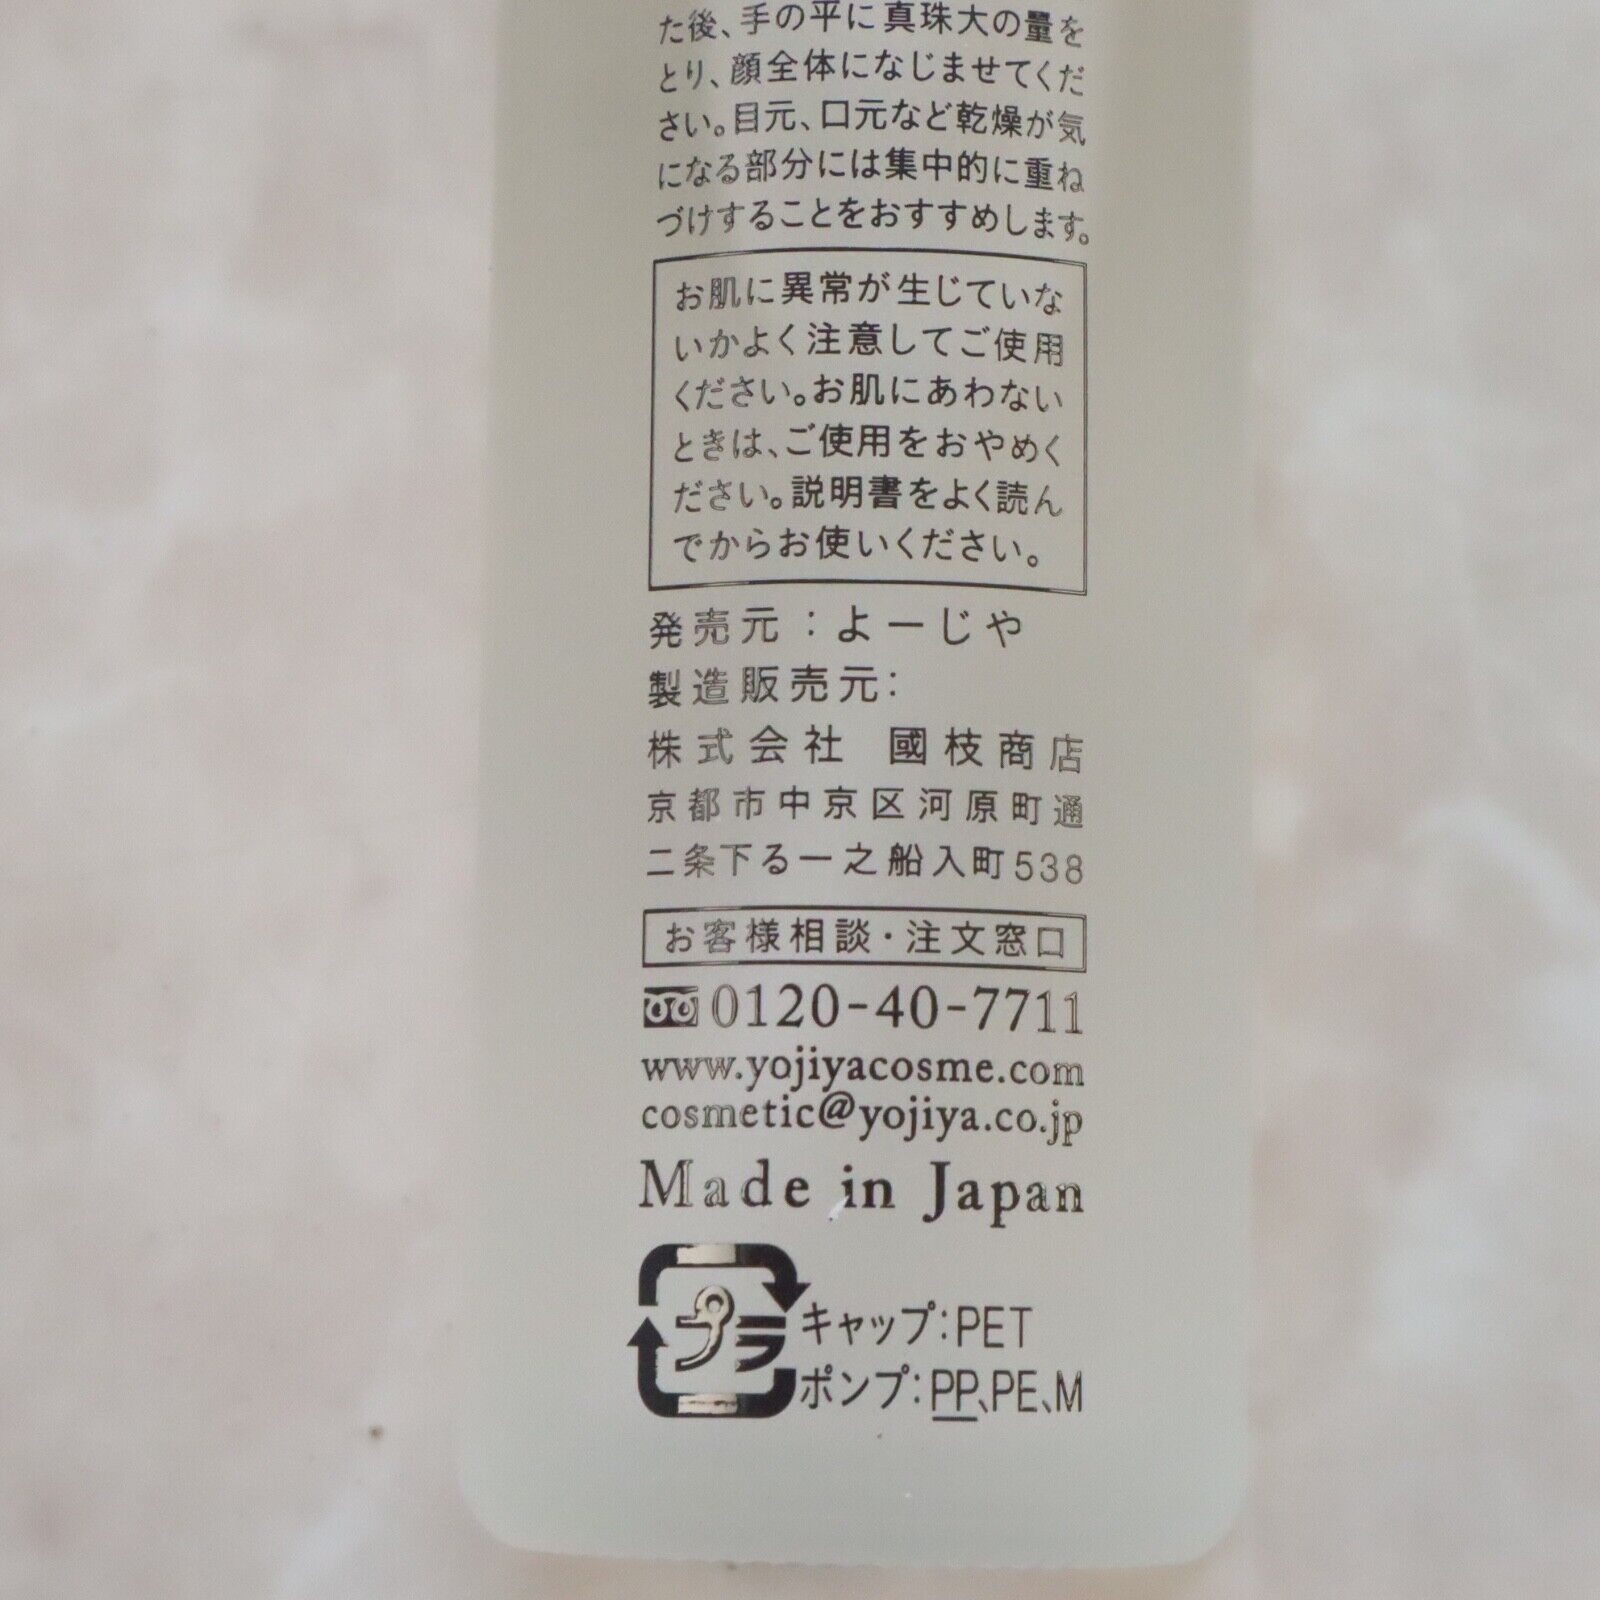 た後、手の平に真珠大の量を
とり、顔全体になじませてくだ
さい。目元、口元など乾燥が気
になる部分には集中的に重ね
づけすることをおすすめします。
お肌に異常が生じていな
いかよく注意してご使用
ください。お肌にあわない
ときは、ご使用をおやめく
ださい。説明書をよく読ん
でからお使いください。
発売元：よーじや
製造販売元：
株式会社 國枝商店
京都市中京区河原町通
二条下る一之船入町538
お客様相談・注文窓口
0120-40-7711
www.yojiyacosme.com
cosmetic@yojiya.co.jp
Made in Japan
プラ
キャップ：PET
ポンプ：PP、PE、M